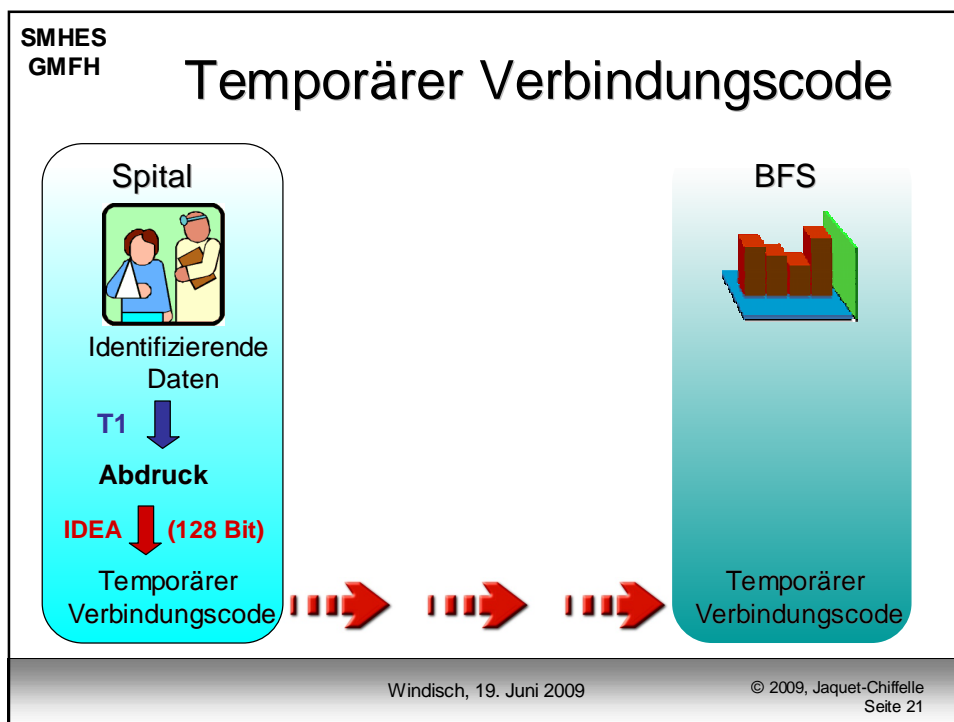 SMHES
GMFH
Temporärer Verbindungscode
Spital
Identifizierende
Daten
T1
Abdruck
IDEA (128 Bit)
Temporärer
Verbindungscode
BFS
Temporärer
Verbindungscode
Windisch, 19. Juni 2009
© 2009, Jaquet-Chiffelle
Seite 21